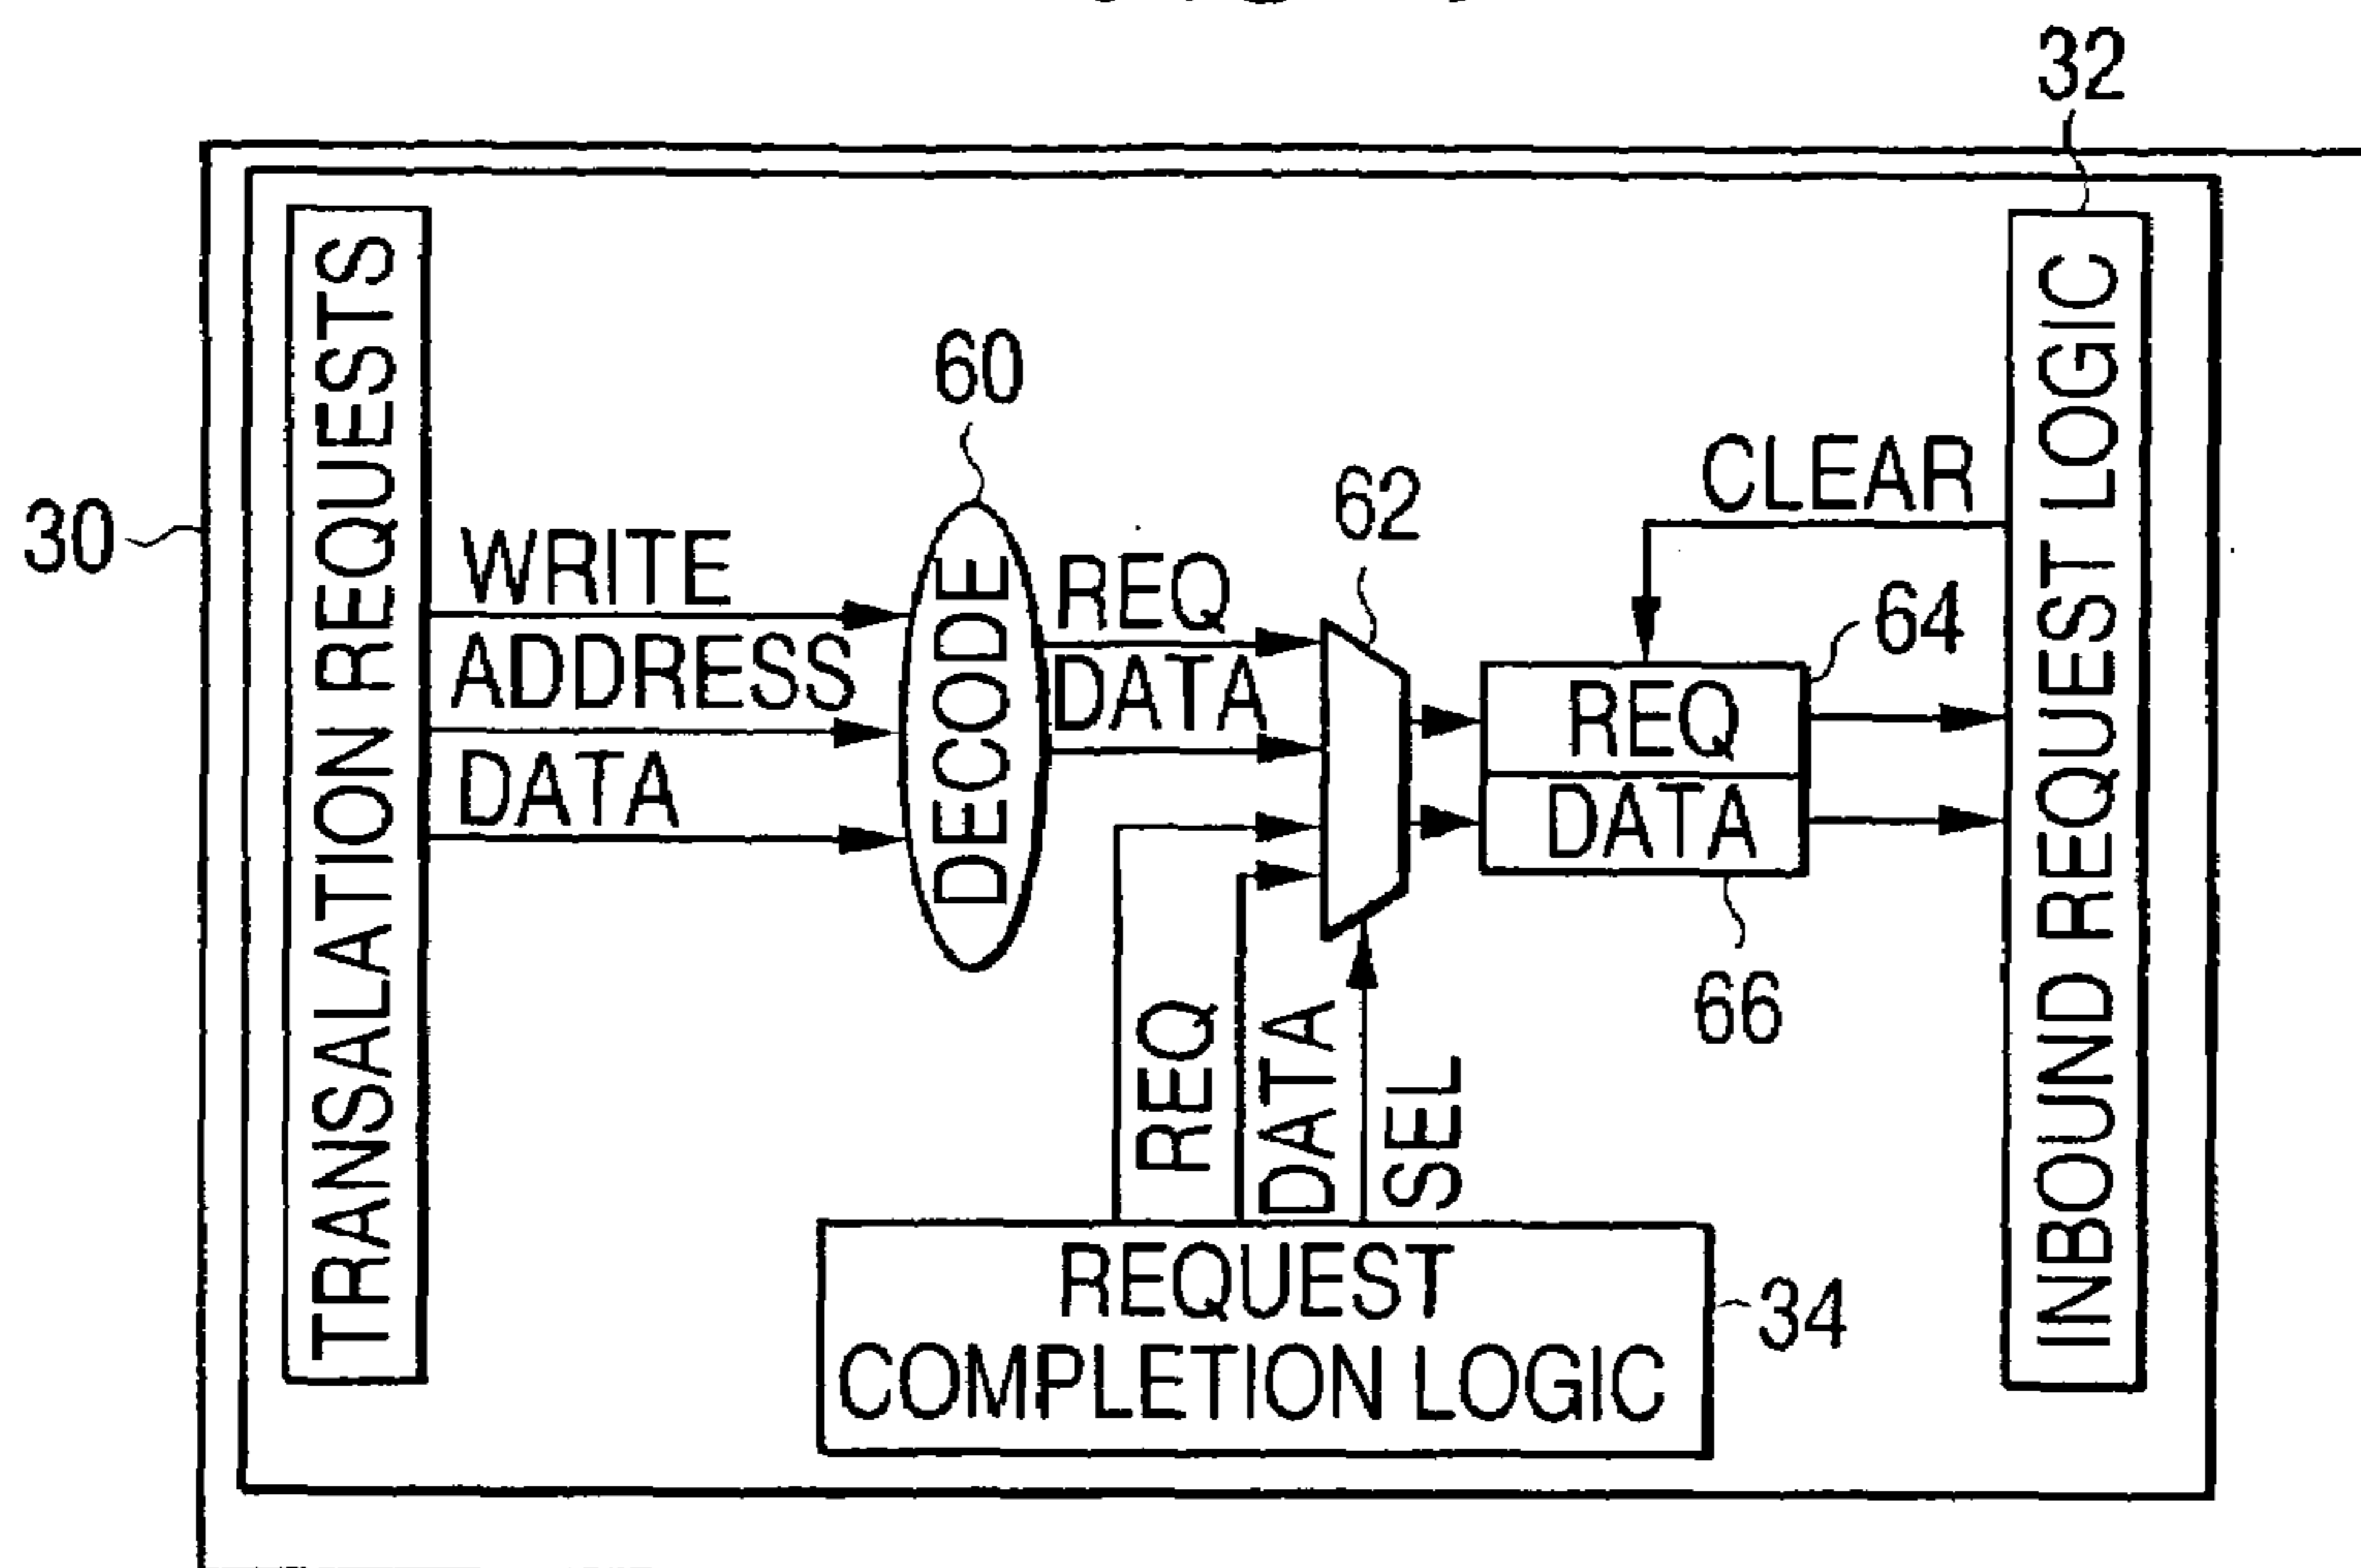 32
30
TRANSALATION REQUESTS
WRITE
ADDRESS
DATA
60
DECODE
REQ
DATA
62
CLEAR
64
REQ
DATA
66
INBOUND REQUEST LOGIC
REQ
DATA
SEL
REQUEST
COMPLETION LOGIC
34